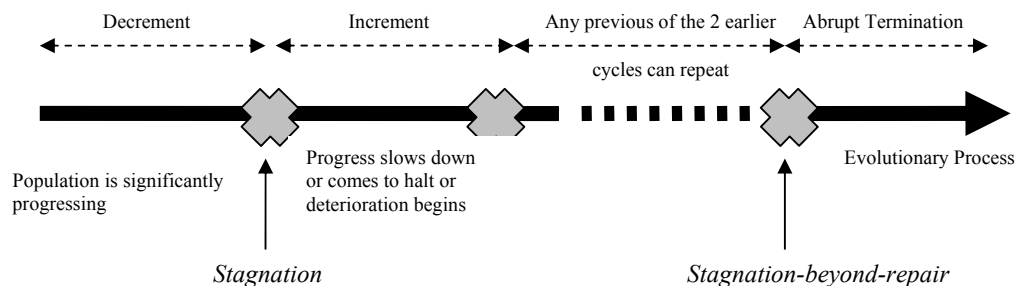 Decrement
Increment
Any previous of the 2 earlier
cycles can repeat
Abrupt Termination
Population is significantly
progressing
Progress slows down
or comes to halt or
deterioration begins
Evolutionary Process
Stagnation
Stagnation-beyond-repair